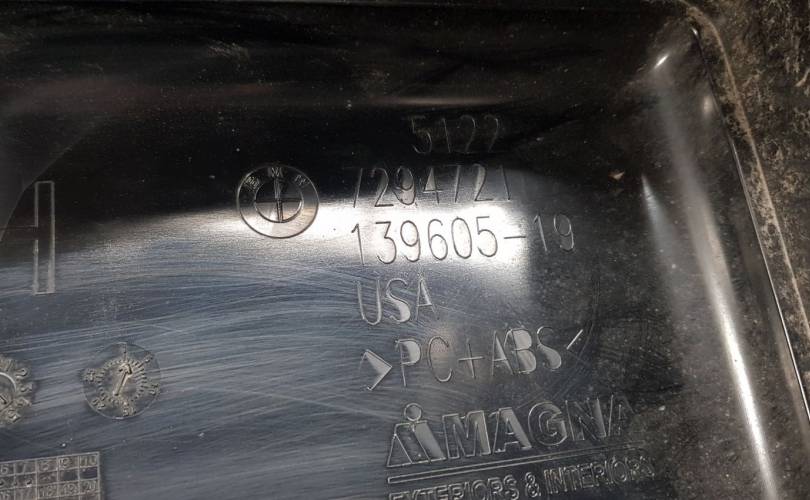 5122
7294721
139605-19
USA
>PC+ABS<
MAGNA
EXTERIORS & INTERIORS